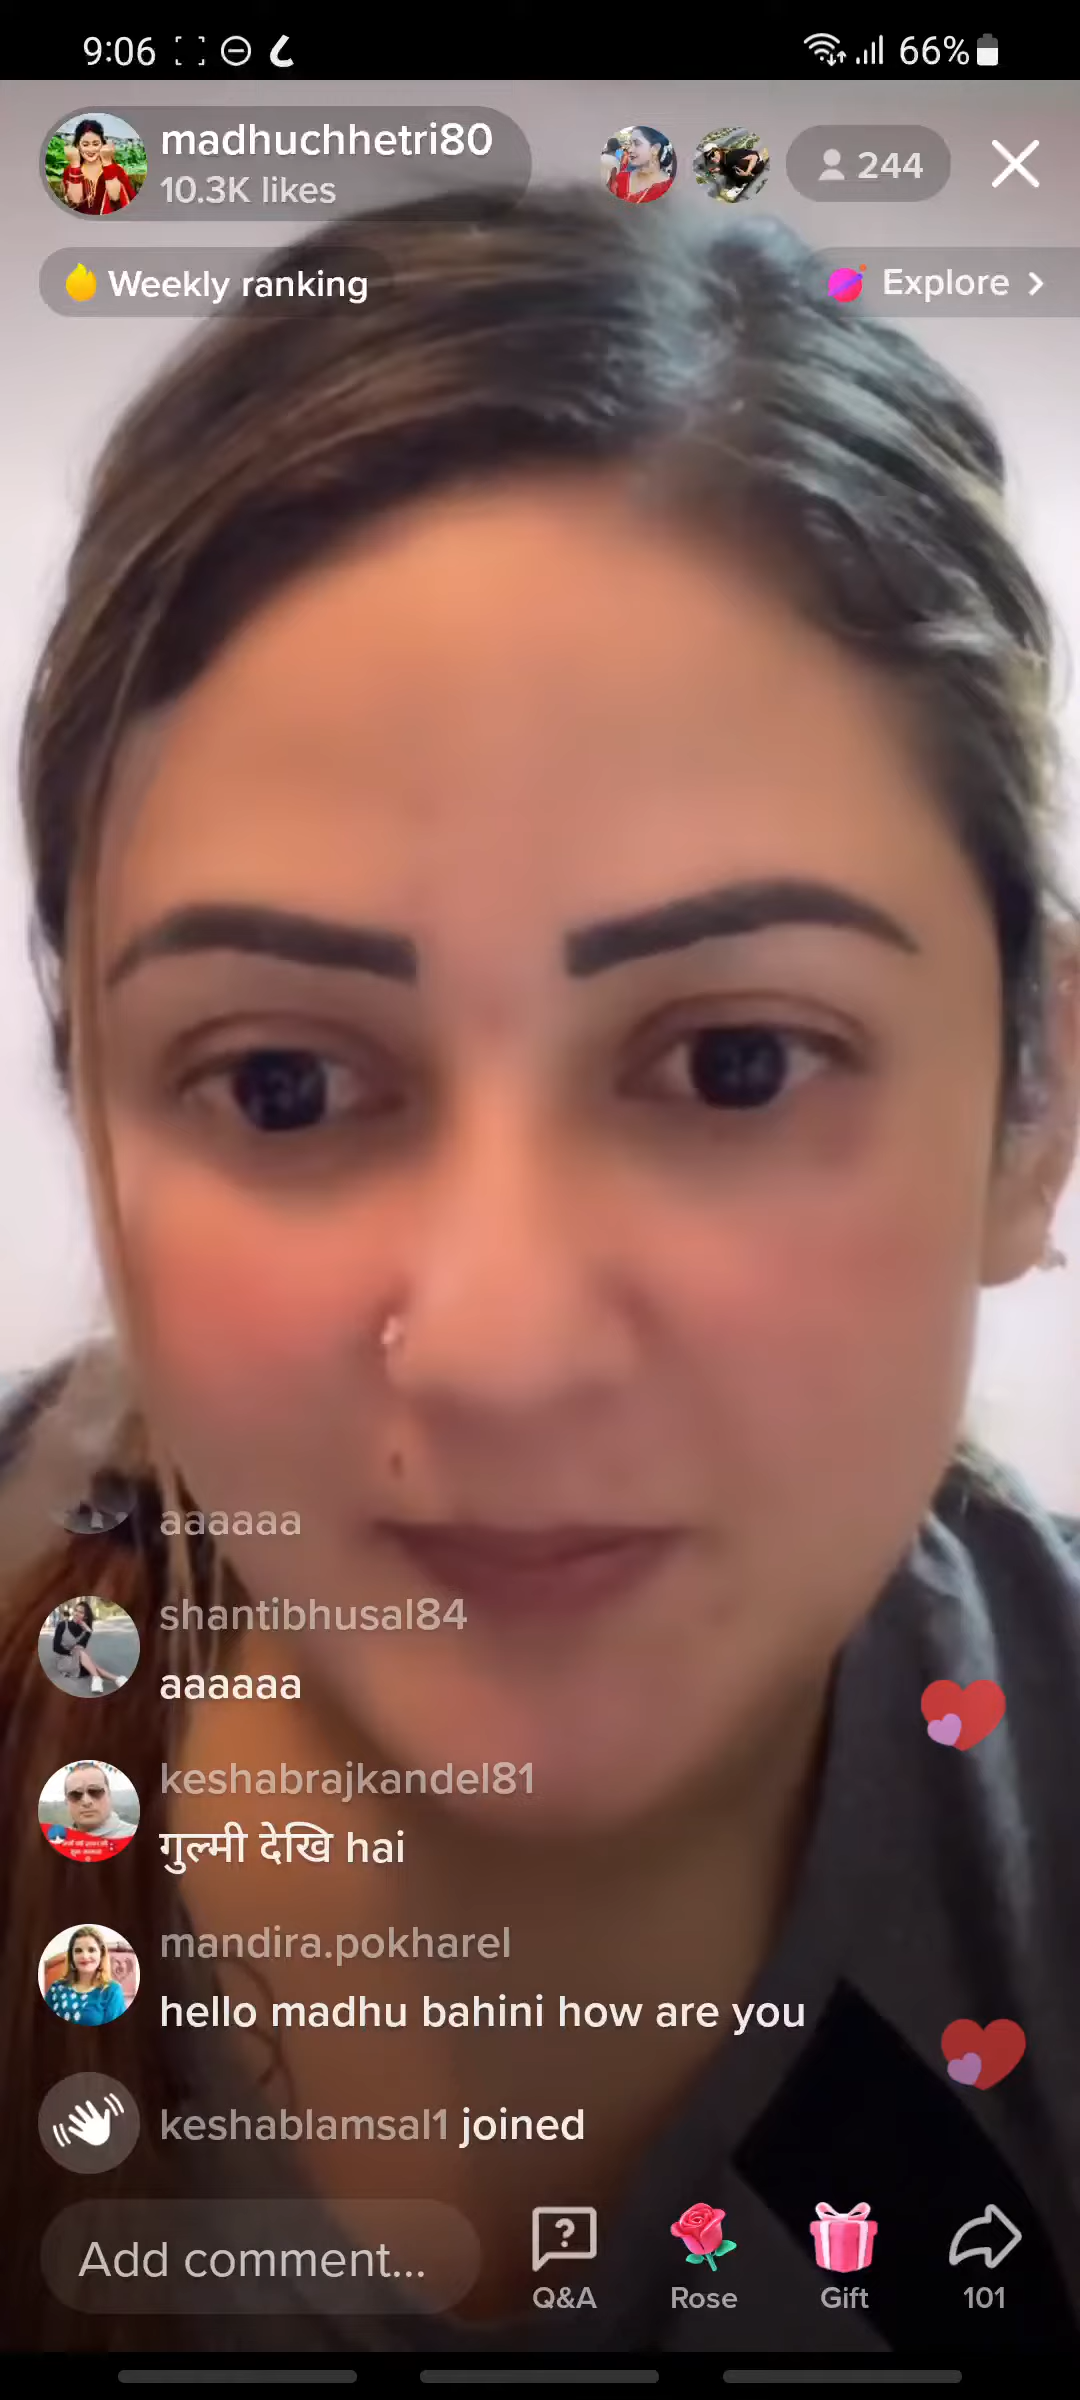 9:06
66%
madhuchhetri80
10.3K likes
244
Weekly ranking
Explore
aaaaaa
shantibhusal84
aaaaaa
keshabrajkandel81
गुल्मी देखि hai
mandira.pokharel
hello madhu bahini how are you
keshablamsal1 joined
Add comment...
Q&A
Rose
Gift
101